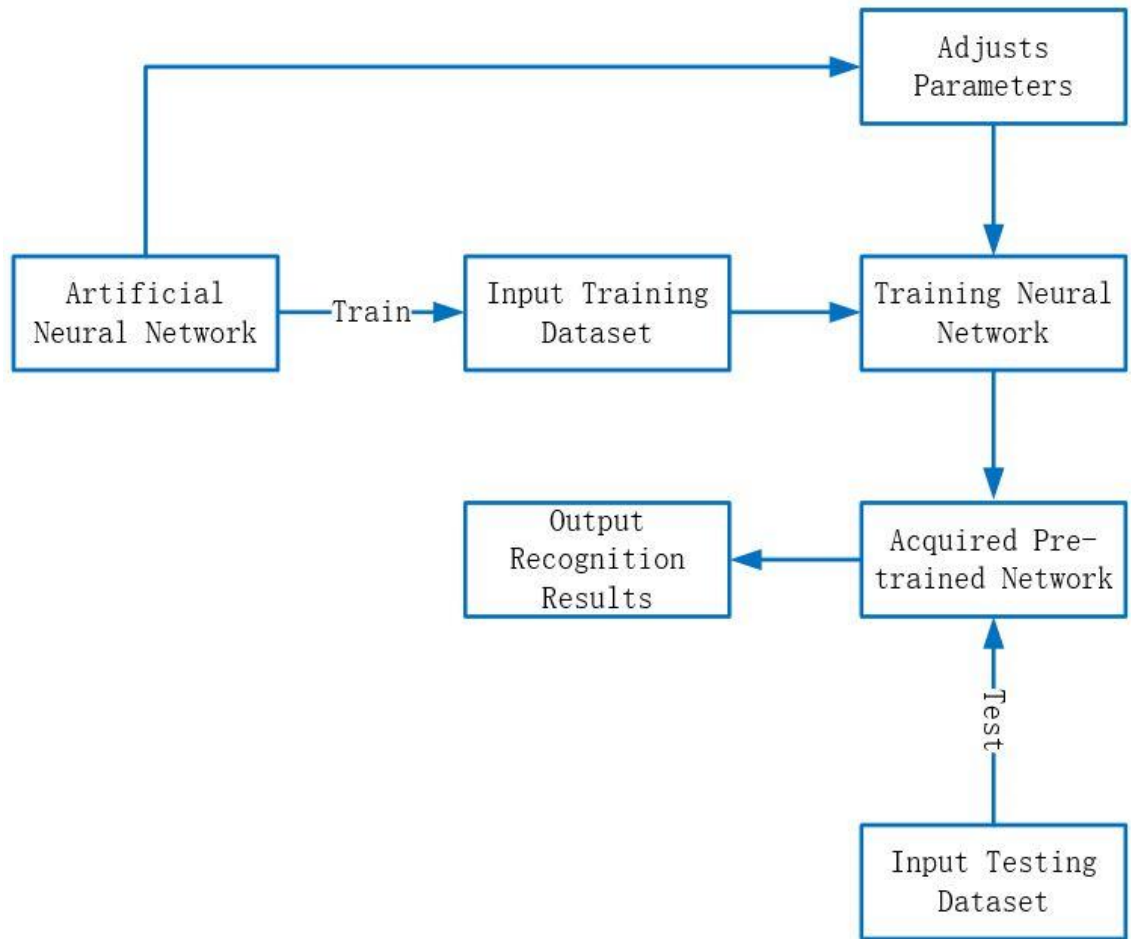 Adjusts
Parameters
Artificial
Neural Network
Train
Input Training
Dataset
Training Neural
Network
Output
Recognition
Results
Acquired Pre-
trained Network
Test
Input Testing
Dataset